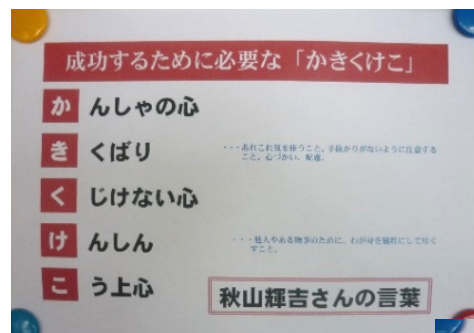 成功するために必要な「かきくけこ」
かんしゃの心
きくばり
・・・あれこれ気を使うこと。手抜かりがないように注意する
こと。心づかい。配慮。
くじけない心
けんしん
・・・他人やある物事のために、わが身を犠牲にして尽く
すこと。
こう上心
秋山輝吉さんの言葉